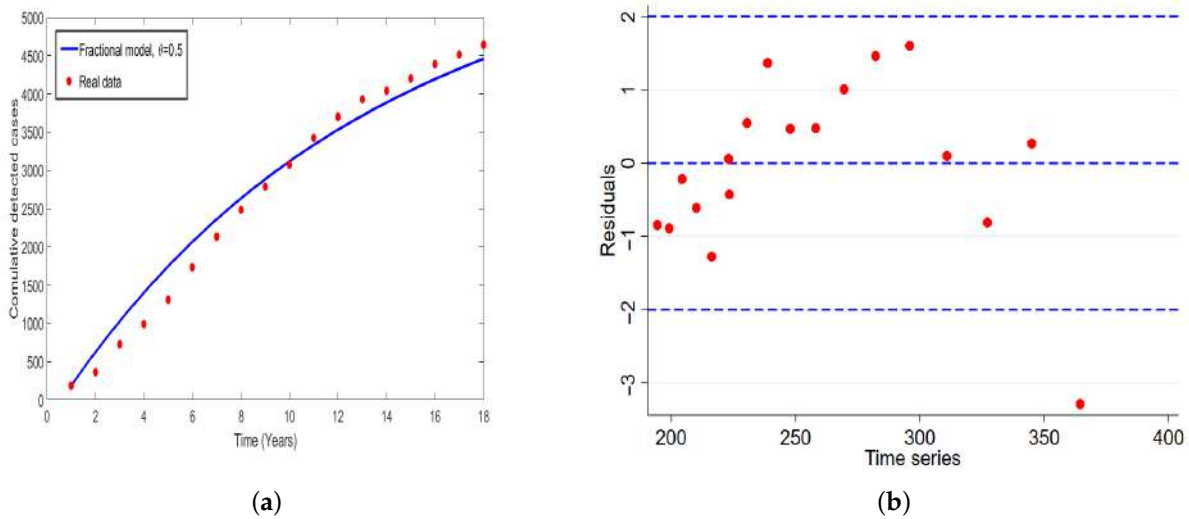 5000
4500
4000
3500
3000
2500
2000
1500
1000
500
0
Comulative detected cases
Fractional model, θ=0.5
Real data
0 2 4 6 8 10 12 14 16 18
Time (Years)
(a)
2
1
0
−1
−2
−3
Residuals
200 250 300 350 400
Time series
(b)